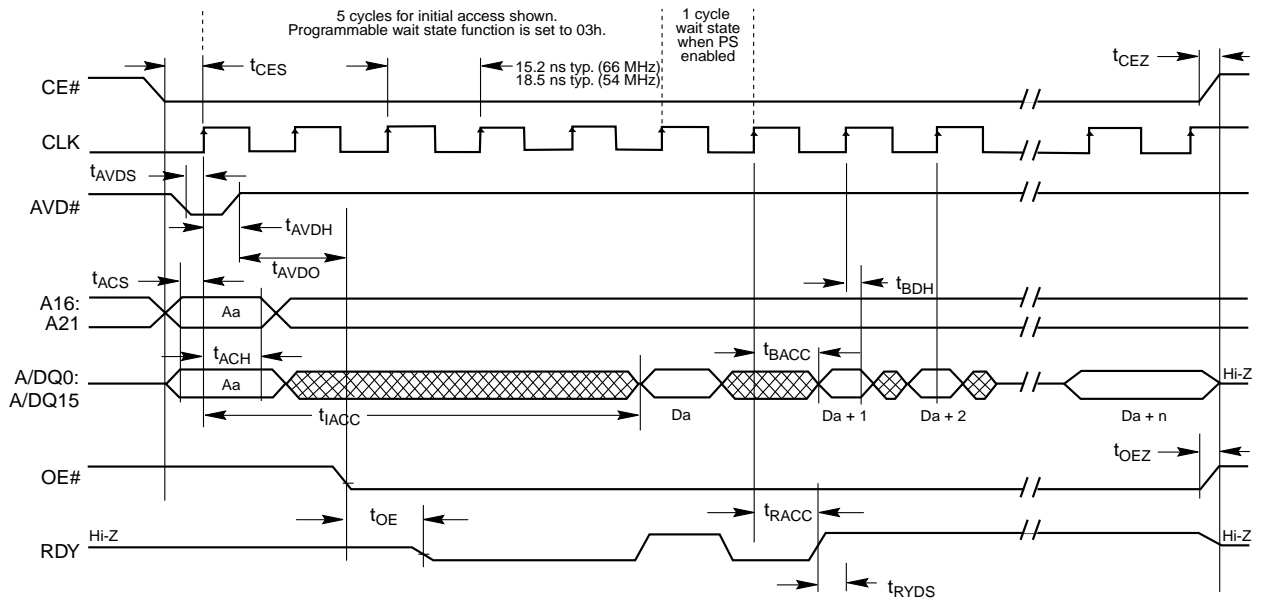 5 cycles for initial access shown.
Programmable wait state function is set to 03h.
1 cycle
wait state
when PS
enabled
tCES
15.2 ns typ. (66 MHz)
18.5 ns typ. (54 MHz)
tCEZ
CE#
CLK
tAVDS
AVD#
tAVDH
tAVDO
tACS
tBDH
A16:
A21
Aa
tACH
tBACC
A/DQ0:
A/DQ15
Aa
Hi-Z
tIACC
Da
Da + 1
Da + 2
Da + n
tOEZ
OE#
tOE
tRACC
RDY
Hi-Z
Hi-Z
tRYDS